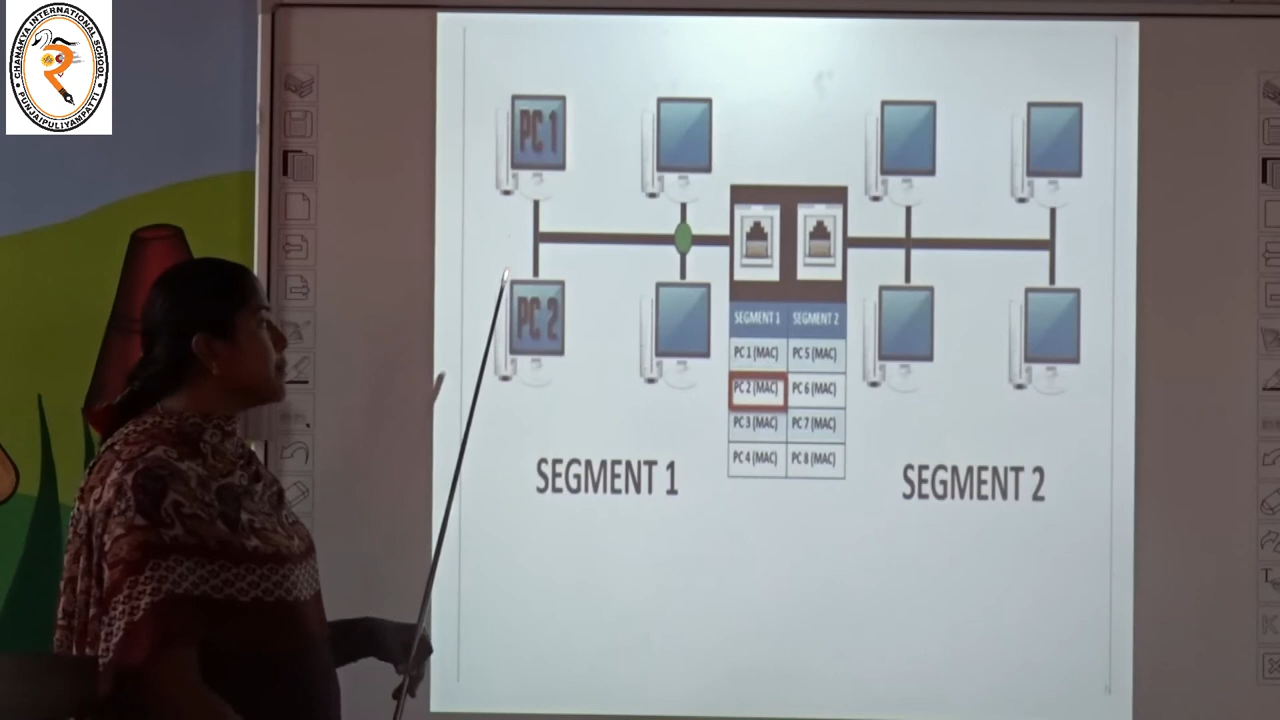 CHANAKYA INTERNATIONAL SCHOOL
PUNJAIPULIYAMPATTI
PC 1
PC 2
SEGMENT 1 SEGMENT 2
PC 1 (MAC) PC 5 (MAC)
PC 2 (MAC) PC 6 (MAC)
PC 3 (MAC) PC 7 (MAC)
PC 4 (MAC) PC 8 (MAC)
SEGMENT 1
SEGMENT 2
T